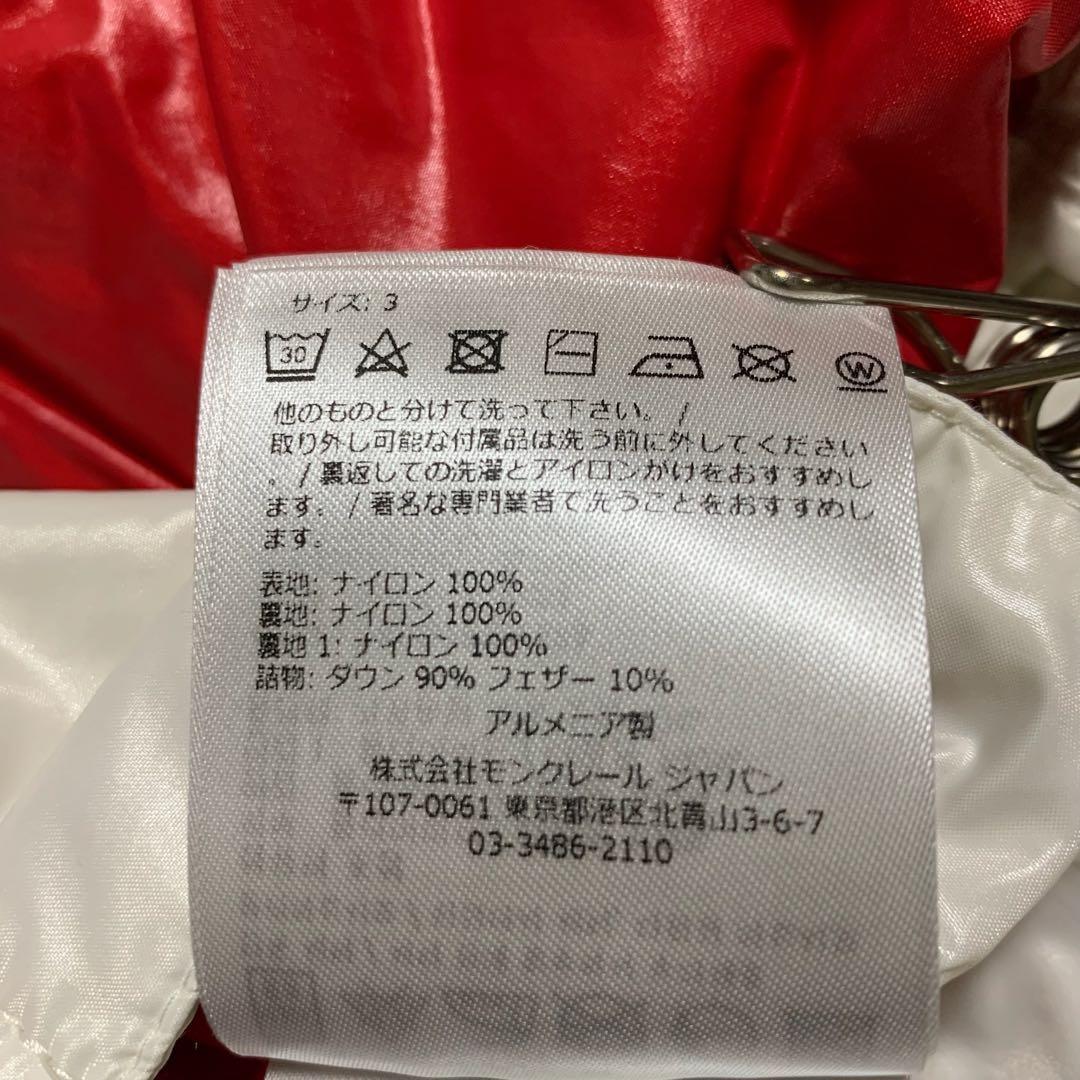 サイズ: 3
30
W
他のものと分けて洗って下さい。 /
取り外し可能な付属品は洗う前に外してください
。 / 裏返しての洗濯とアイロンがけをおすすめし
ます。 / 著名な専門業者で洗うことをおすすめし
ます。
表地: ナイロン 100%
裏地: ナイロン 100%
裏地 1: ナイロン 100%
詰物: ダウン 90% フェザー 10%
アルメニア製
株式会社モンクレール ジャパン
〒107-0061 東京都港区北青山3-6-7
03-3486-2110